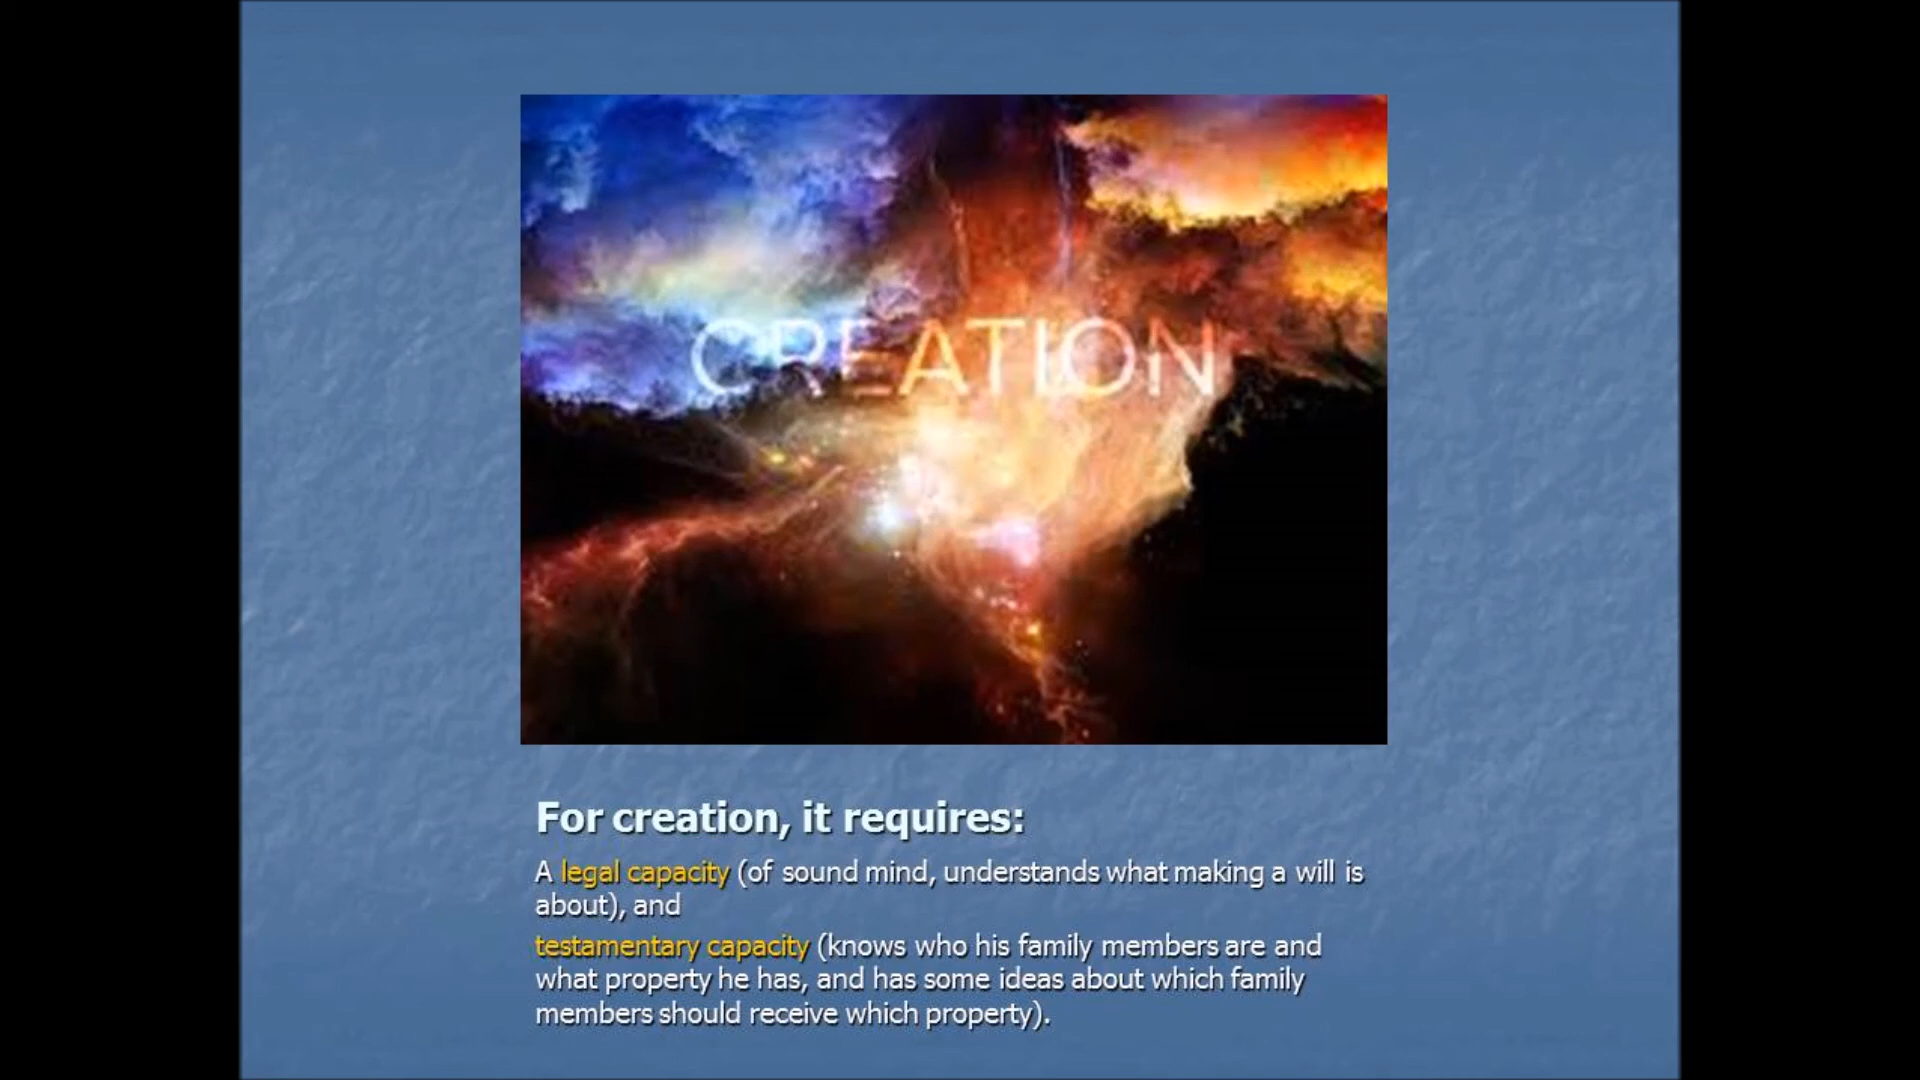 CREATION
For creation, it requires:
A legal capacity (of sound mind, understands what making a will is
about), and
testamentary capacity (knows who his family members are and
what property he has, and has some ideas about which family
members should receive which property).